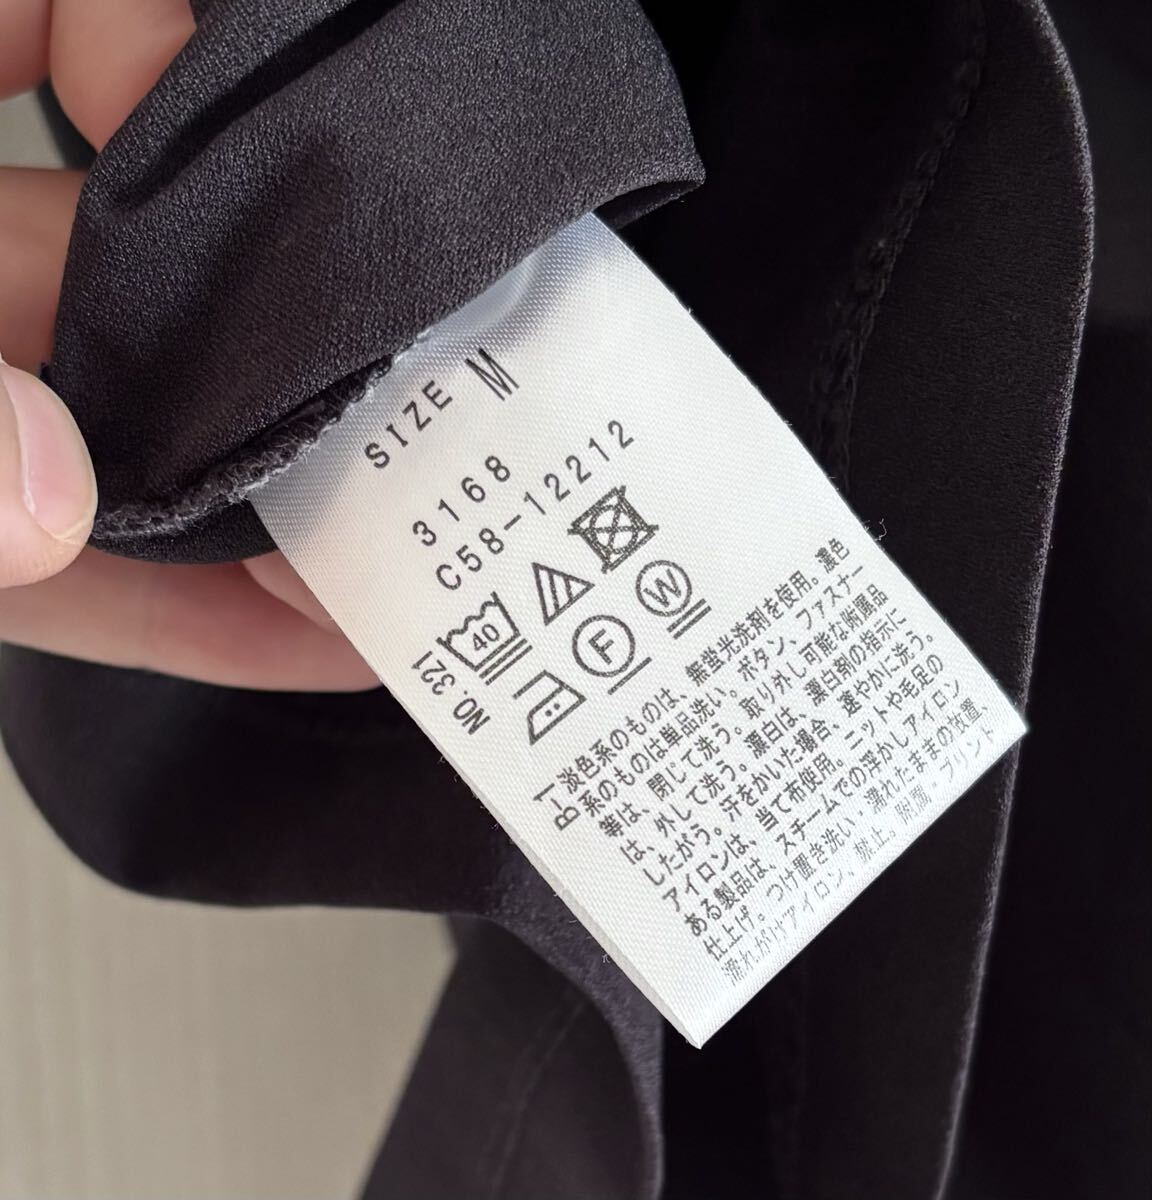 SIZE M
3168
C58-12212
NO. 321
40
F
W
B-1 淡色系のものは、無蛍光洗剤を使用。濃色
系のものは単品洗い。ボタン、ファスナー
等は、閉じて洗う。取り外し可能な附属品
は、外して洗う。漂白は、漂白剤の指示に
したがう。汗をかいた場合、速やかに洗う。
アイロンは、当て布使用。ニットや毛足の
ある製品は、スチームでの浮かしアイロン
仕上げ。つけ置き洗い・濡れたままの放置、
濡れがけアイロン、禁止。附属・プリント